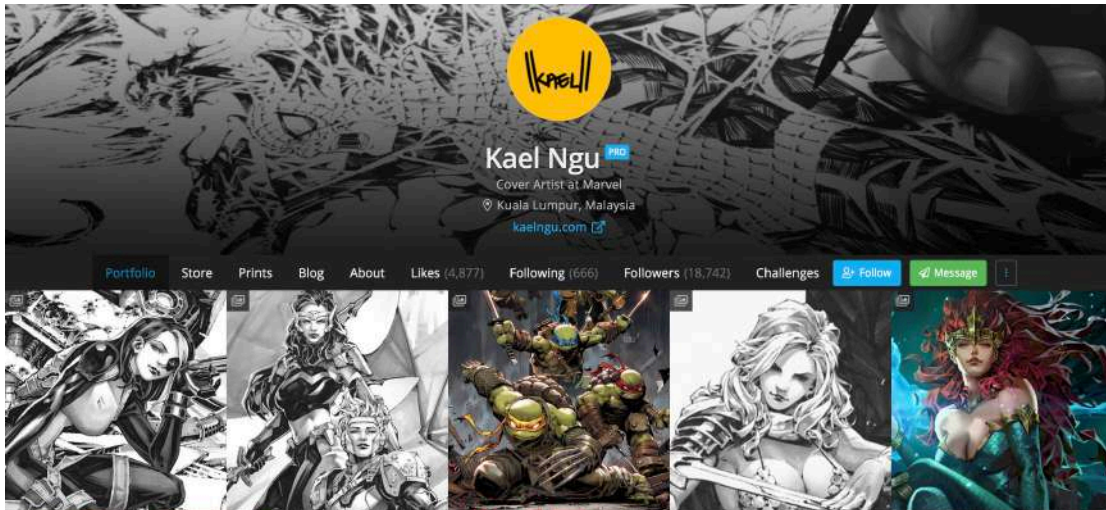 KAEL
Kael Ngu PRO
Cover Artist at Marvel
Kuala Lumpur, Malaysia
kaelngu.com
Portfolio Store Prints Blog About Likes (4,877) Following (666) Followers (18,742) Challenges Follow Message